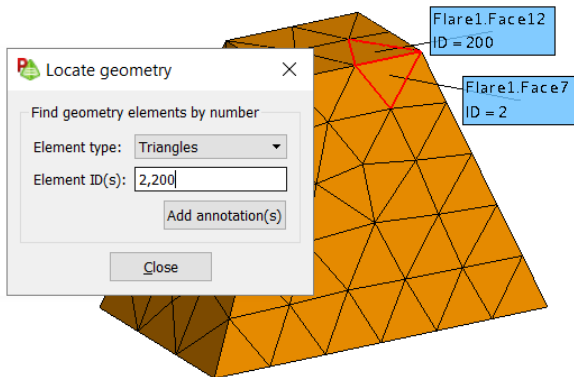 Flare1.Face12
ID = 200
Flare1.Face7
ID = 2
Locate geometry
Find geometry elements by number
Element type: Triangles
Element ID(s): 2,200
Add annotation(s)
Close